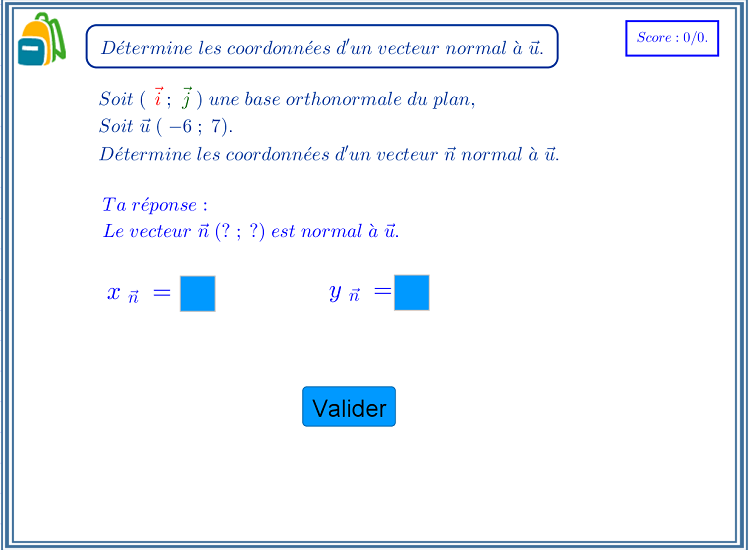 Détermine les coordonnées d'un vecteur normal à u⃗.
Score : 0/0.
Soit ( i⃗ ; j⃗ ) une base orthonormale du plan,
Soit u⃗ ( −6 ; 7).
Détermine les coordonnées d'un vecteur n⃗ normal à u⃗.
Ta réponse :
Le vecteur n⃗ (? ; ?) est normal à u⃗.
x n⃗ = y n⃗ =
Valider